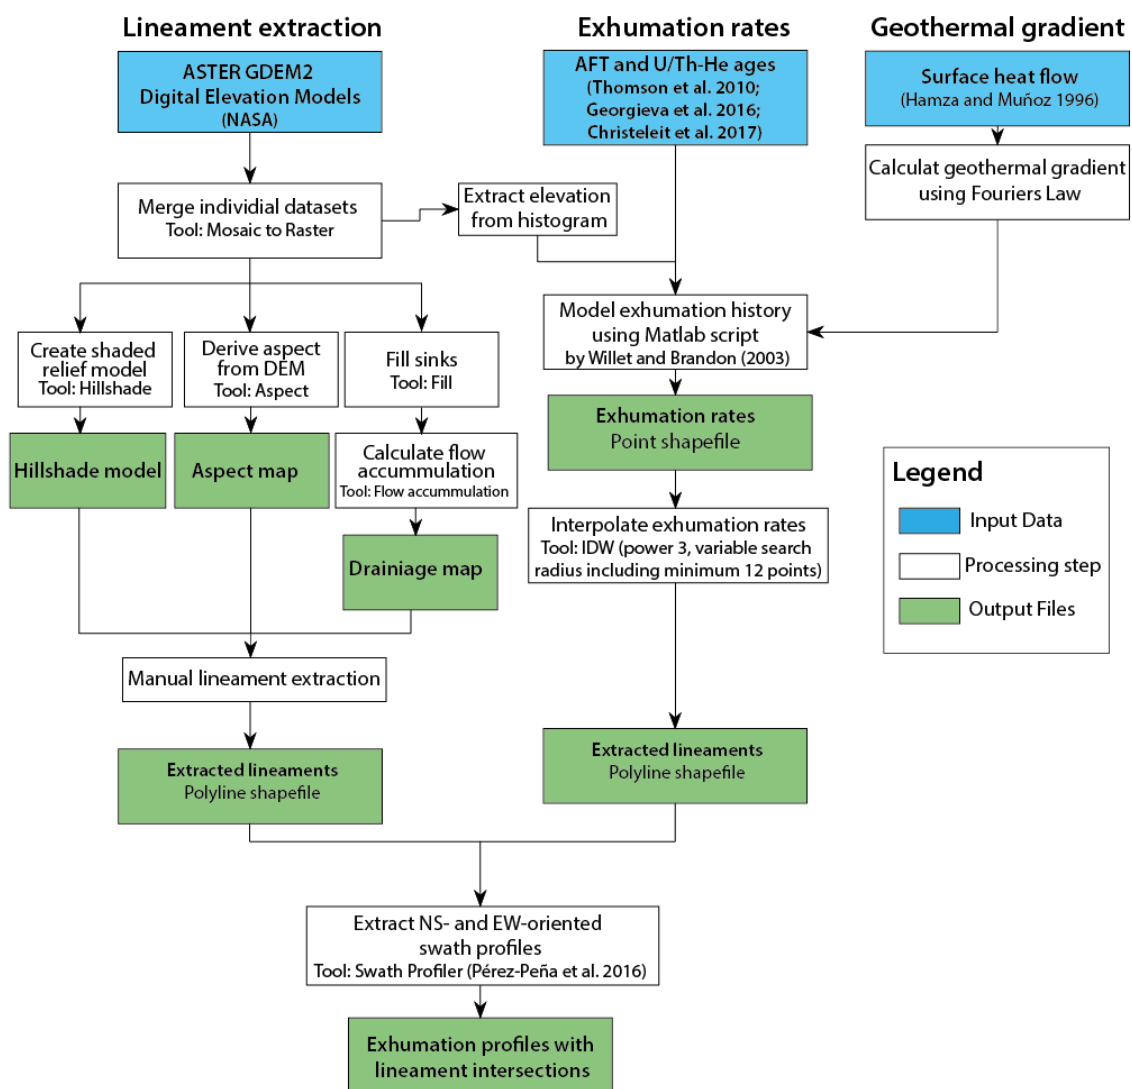 Lineament extraction
Exhumation rates
Geothermal gradient
ASTER GDEM2
Digital Elevation Models
(NASA)
AFT and U/Th-He ages
(Thomson et al. 2010;
Georgieva et al. 2016;
Christeleit et al. 2017)
Surface heat flow
(Hamza and Muñoz 1996)
Merge individial datasets
Tool: Mosaic to Raster
Extract elevation
from histogram
Calculat geothermal gradient
using Fouriers Law
Create shaded
relief model
Tool: Hillshade
Derive aspect
from DEM
Tool: Aspect
Fill sinks
Tool: Fill
Model exhumation history
using Matlab script
by Willet and Brandon (2003)
Hillshade model
Aspect map
Calculate flow
accummulation
Tool: Flow accumulation
Exhumation rates
Point shapefile
Drainiage map
Interpolate exhumation rates
Tool: IDW (power 3, variable search
radius including minimum 12 points)
Legend
Input Data
Processing step
Output Files
Manual lineament extraction
Extracted lineaments
Polyline shapefile
Extracted lineaments
Polyline shapefile
Extract NS- and EW-oriented
swath profiles
Tool: Swath Profiler (Pérez-Peña et al. 2016)
Exhumation profiles with
lineament intersections